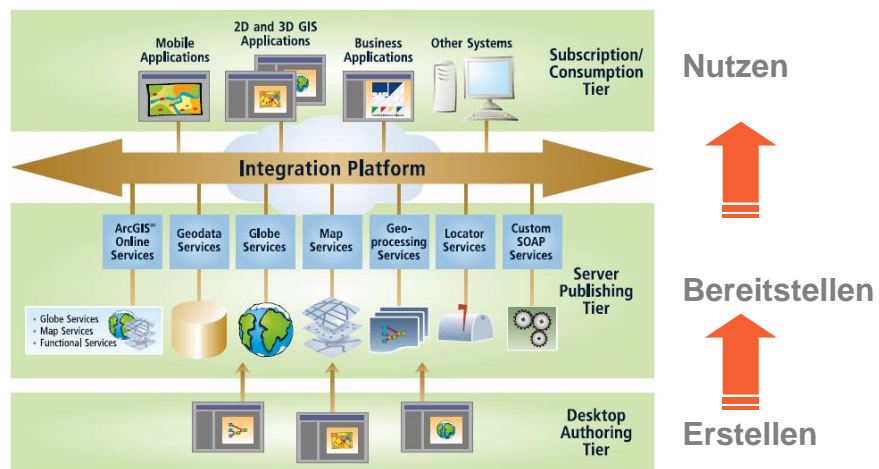 Mobile
Applications
2D and 3D GIS
Applications
Business
Applications
Other Systems
Subscription/
Consumption
Tier
Nutzen
SAP
Integration Platform
ArcGIS℠
Online
Services
Geodata
Services
Globe
Services
Map
Services
Geo-
processing
Services
Locator
Services
Custom
SOAP
Services
Server
Publishing
Tier
Bereitstellen
• Globe Services
• Map Services
• Functional Services
Desktop
Authoring
Tier
Erstellen